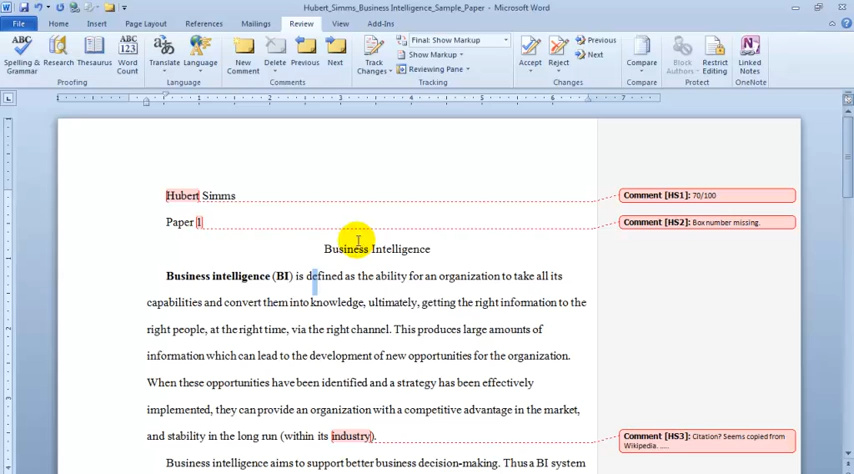 Hubert_Simms_Business Intelligence_Sample_Paper - Microsoft Word
File Home Insert Page Layout References Mailings Review View Add-Ins
Spelling & Grammar Research Thesaurus Word Count Translate Language New Comment Delete Previous Next Track Changes Final: Show Markup Show Markup Reviewing Pane Accept Reject Previous Next Compare Block Authors Restrict Editing Linked Notes
Proofing Language Comments Tracking Changes Compare Protect OneNote
1 2 3 4 5 6 7
Hubert Simms
Comment [HS1]: 70/100
Paper 1
Comment [HS2]: Box number missing.
Business Intelligence
Business intelligence (BI) is defined as the ability for an organization to take all its
capabilities and convert them into knowledge, ultimately, getting the right information to the
right people, at the right time, via the right channel. This produces large amounts of
information which can lead to the development of new opportunities for the organization.
When these opportunities have been identified and a strategy has been effectively
implemented, they can provide an organization with a competitive advantage in the market,
and stability in the long run (within its industry).
Comment [HS3]: Citation? Seems copied from
Wikipedia. .....
Business intelligence aims to support better business decision-making. Thus a BI system